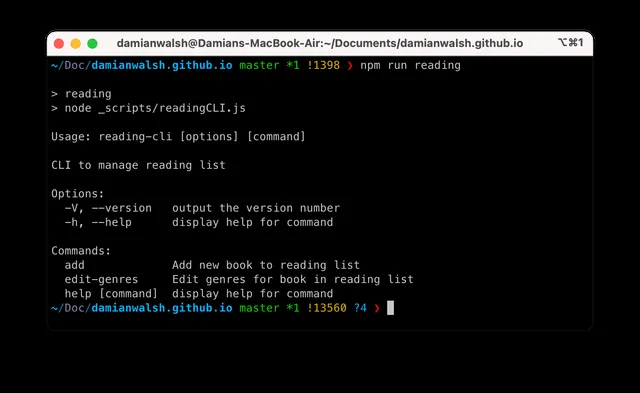 damianwalsh@Damians-MacBook-Air:~/Documents/damianwalsh.github.io ⌥⌘1
~/Doc/damianwalsh.github.io master *1 !1398 ❯ npm run reading
> reading
> node _scripts/readingCLI.js
Usage: reading-cli [options] [command]
CLI to manage reading list
Options:
-V, --version output the version number
-h, --help display help for command
Commands:
add Add new book to reading list
edit-genres Edit genres for book in reading list
help [command] display help for command
~/Doc/damianwalsh.github.io master *1 !13560 ?4 ❯